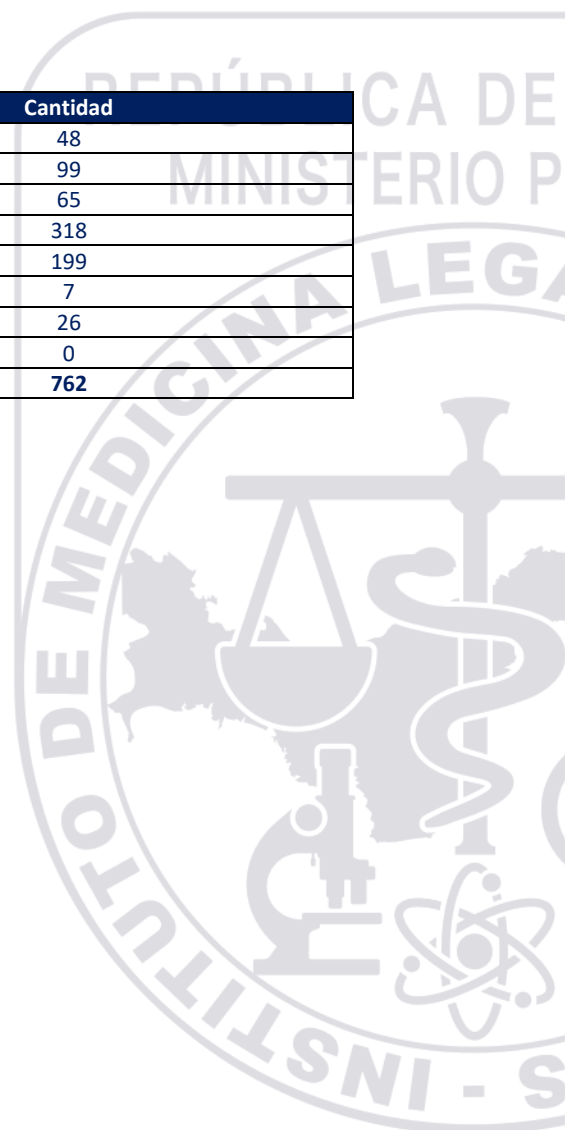 REPÚBLICA DE
MINISTERIO P
Cantidad
48
99
65
318
199
7
26
0
762
INSTITUTO DE MEDICINA LEGA
S -